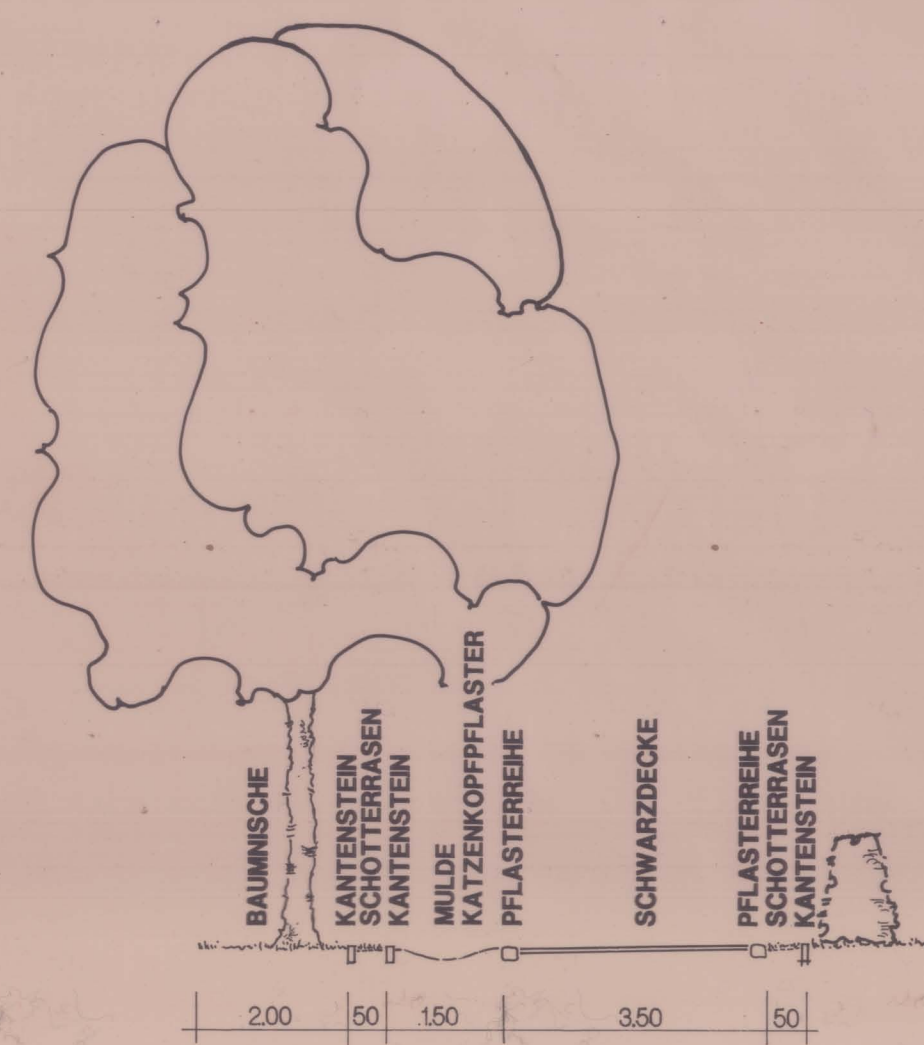 BAUMNISCHE
KANTENSTEIN
SCHOTTERRASEN
KANTENSTEIN
MULDE
KATZENKOPFPFLASTER
PFLASTERREIHE
SCHWARZDECKE
PFLASTERREIHE
SCHOTTERRASEN
KANTENSTEIN
2.00 50 1.50 3.50 50